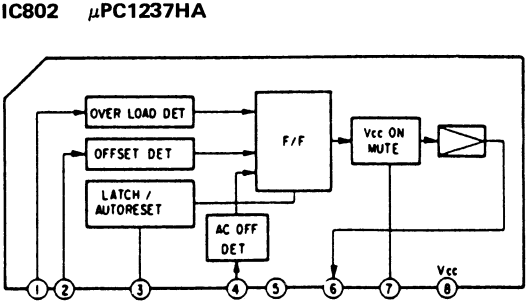 IC802 μPC1237HA
OVER LOAD DET
OFFSET DET
LATCH /
AUTORESET
F/F
Vcc ON
MUTE
AC OFF
DET
Vcc
1 2 3 4 5 6 7 8